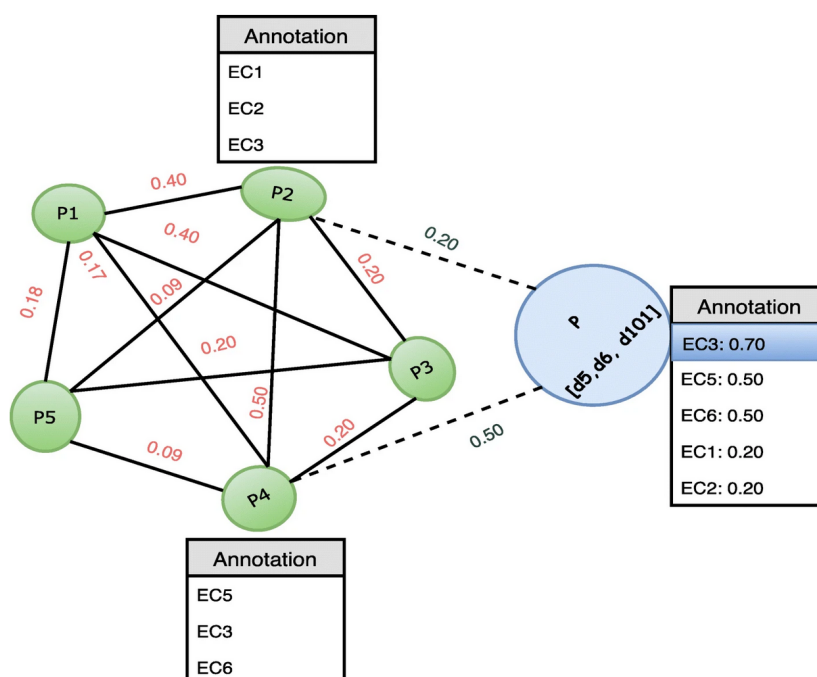 Annotation
EC1
EC2
EC3
P1
0.40
P2
0.40
0.20
0.20
0.17
0.09
0.18
P
[d5,d6, d101]
Annotation
EC3: 0.70
EC5: 0.50
EC6: 0.50
EC1: 0.20
EC2: 0.20
0.20
P3
P5
0.50
0.20
0.50
0.09
P4
Annotation
EC5
EC3
EC6